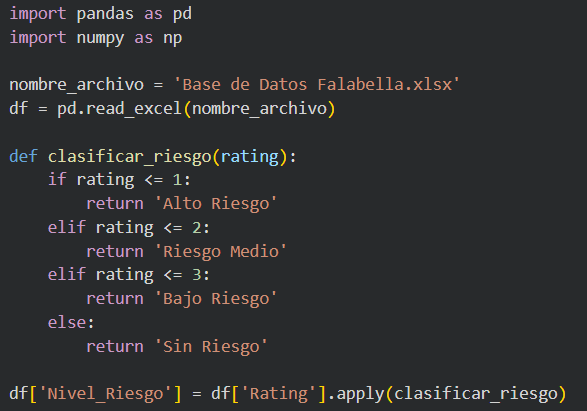 import pandas as pd
import numpy as np
nombre_archivo = 'Base de Datos Falabella.xlsx'
df = pd.read_excel(nombre_archivo)
def clasificar_riesgo(rating):
    if rating <= 1:
        return 'Alto Riesgo'
    elif rating <= 2:
        return 'Riesgo Medio'
    elif rating <= 3:
        return 'Bajo Riesgo'
    else:
        return 'Sin Riesgo'
df['Nivel_Riesgo'] = df['Rating'].apply(clasificar_riesgo)